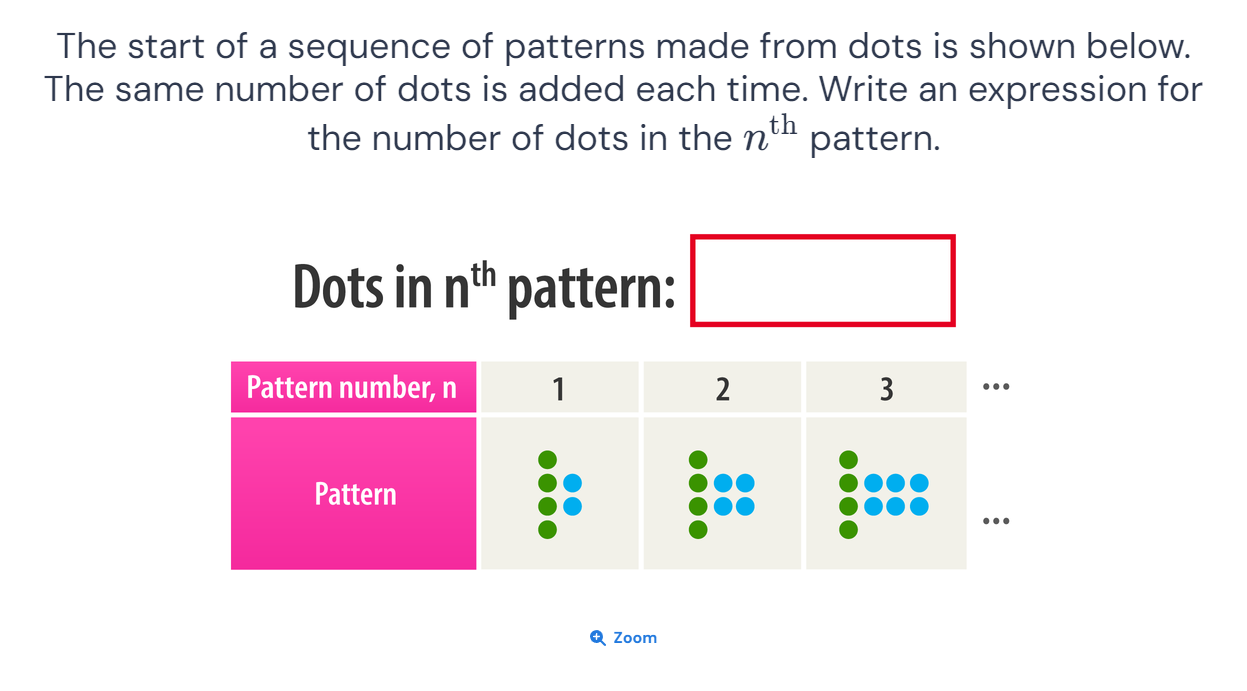 The start of a sequence of patterns made from dots is shown below.
The same number of dots is added each time. Write an expression for
the number of dots in the n^th pattern.
Dots in n^th pattern:
Pattern number, n 1 2 3 ...
Pattern ...
Zoom